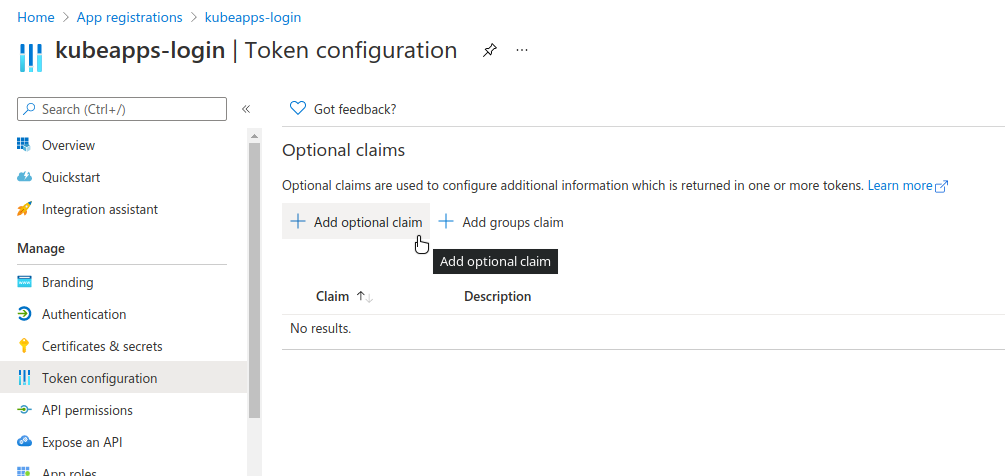 Home > App registrations > kubeapps-login
kubeapps-login | Token configuration ...
Search (Ctrl+/) «
Overview
Quickstart
Integration assistant
Manage
Branding
Authentication
Certificates & secrets
Token configuration
API permissions
Expose an API
App roles
Got feedback?
Optional claims
Optional claims are used to configure additional information which is returned in one or more tokens. Learn more
+ Add optional claim + Add groups claim
Add optional claim
Claim ↑↓ Description
No results.